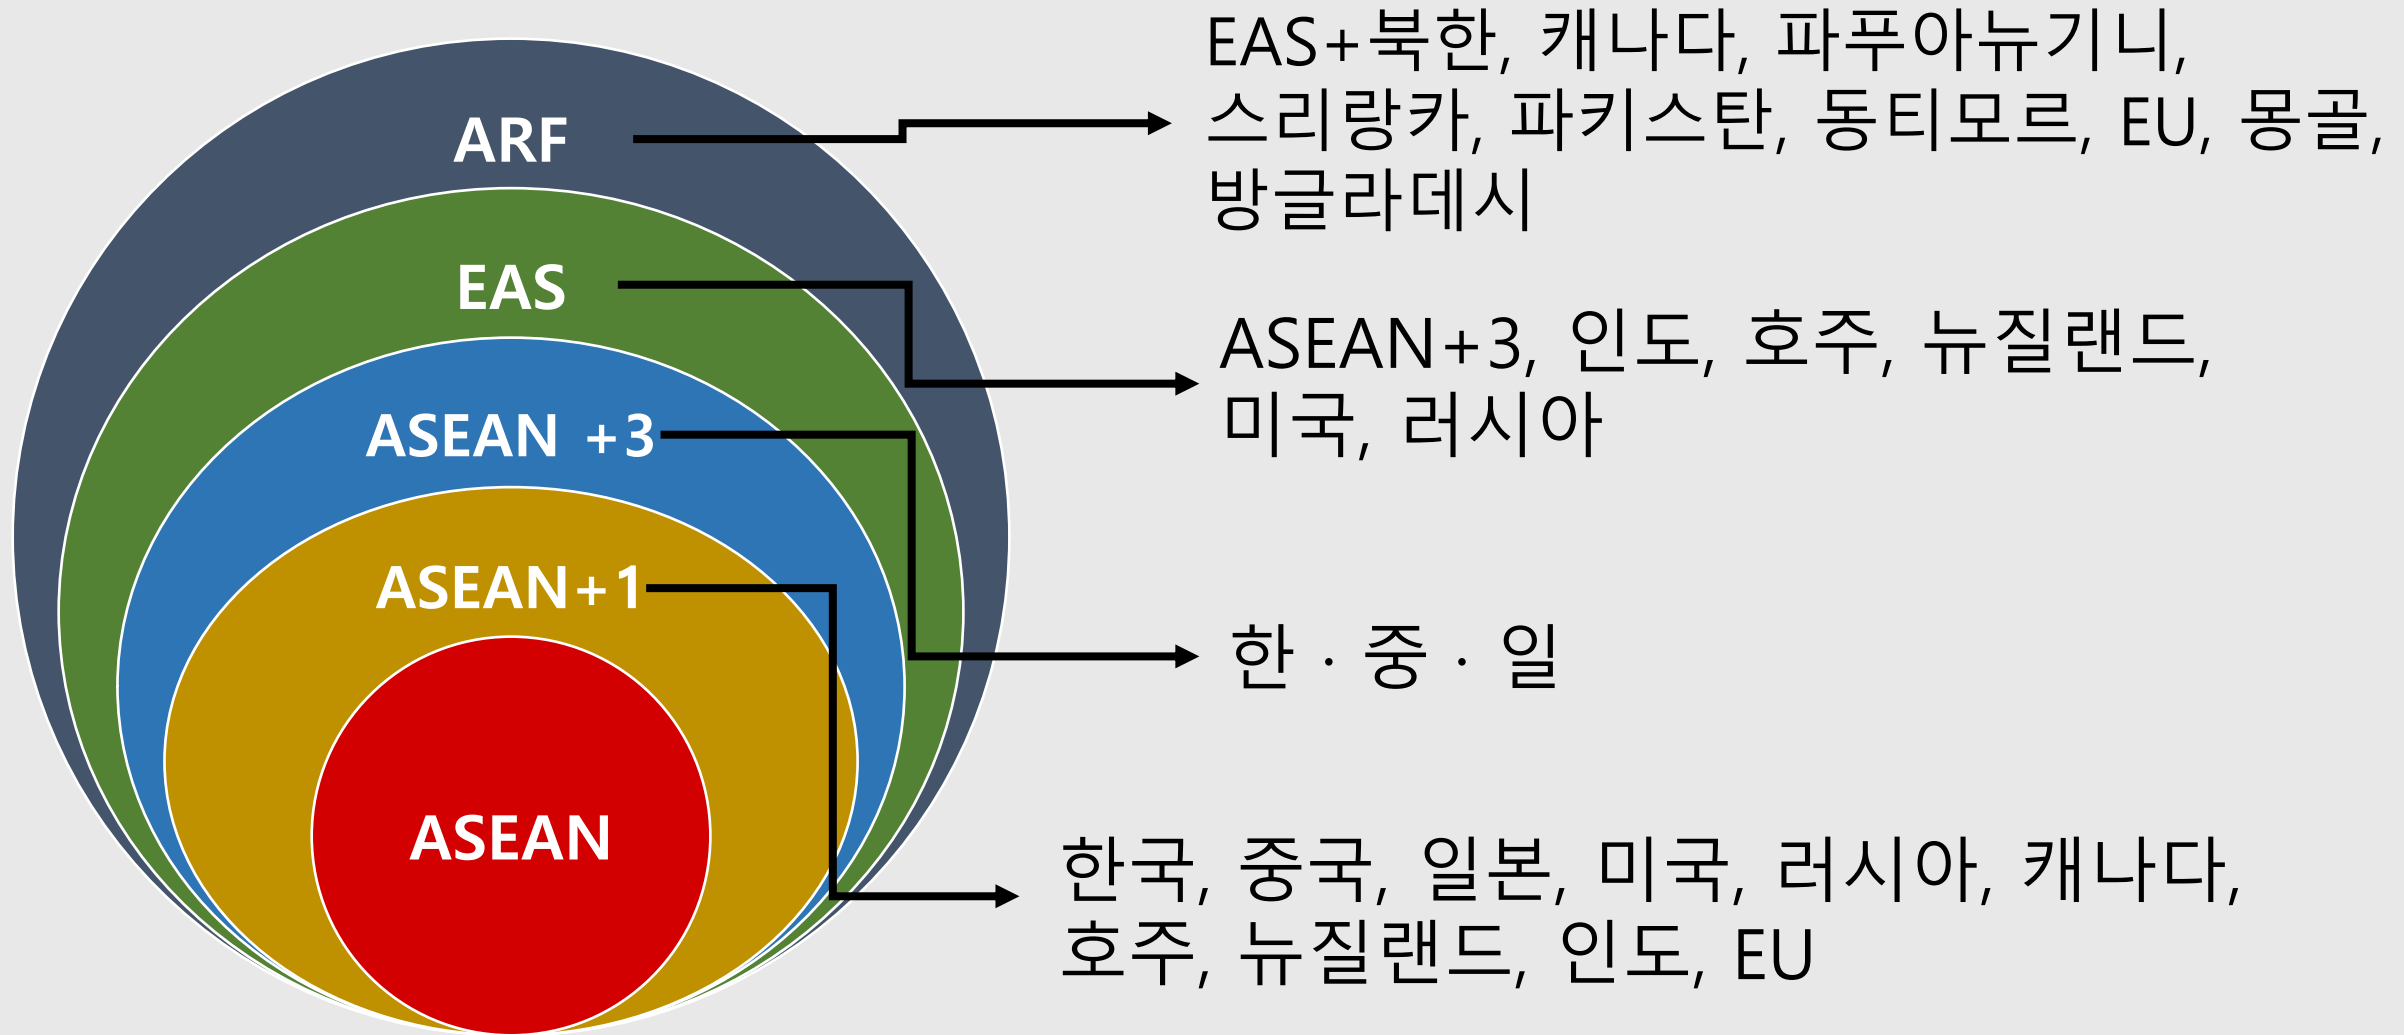 ARF
EAS+북한, 캐나다, 파푸아뉴기니,
스리랑카, 파키스탄, 동티모르, EU, 몽골,
방글라데시
EAS
ASEAN+3, 인도, 호주, 뉴질랜드,
미국, 러시아
ASEAN +3
한 · 중 · 일
ASEAN+1
한국, 중국, 일본, 미국, 러시아, 캐나다,
호주, 뉴질랜드, 인도, EU
ASEAN